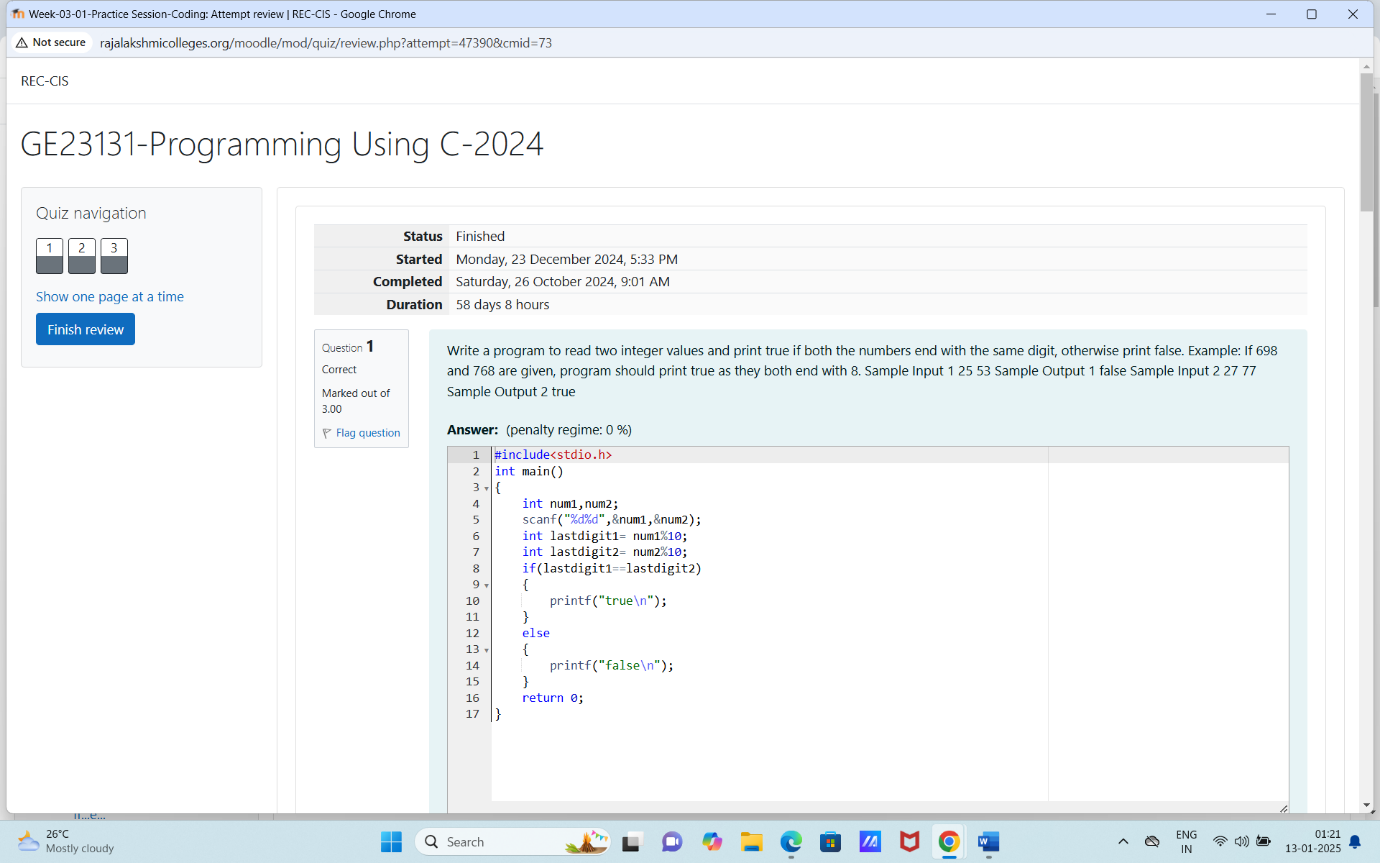 Week-03-01-Practice Session-Coding: Attempt review | REC-CIS - Google Chrome
Not secure rajalakshmicolleges.org/moodle/mod/quiz/review.php?attempt=47390&cmid=73
REC-CIS
GE23131-Programming Using C-2024
Quiz navigation
1 2 3
Show one page at a time
Finish review
Status Finished
Started Monday, 23 December 2024, 5:33 PM
Completed Saturday, 26 October 2024, 9:01 AM
Duration 58 days 8 hours
Question 1
Correct
Marked out of
3.00
Flag question
Write a program to read two integer values and print true if both the numbers end with the same digit, otherwise print false. Example: If 698
and 768 are given, program should print true as they both end with 8. Sample Input 1 25 53 Sample Output 1 false Sample Input 2 27 77
Sample Output 2 true
Answer: (penalty regime: 0 %)
1 #include<stdio.h>
2 int main()
3 {
4 int num1,num2;
5 scanf("%d%d",&num1,&num2);
6 int lastdigit1= num1%10;
7 int lastdigit2= num2%10;
8 if(lastdigit1==lastdigit2)
9 {
10 printf("true\n");
11 }
12 else
13 {
14 printf("false\n");
15 }
16 return 0;
17 }
26°C
Mostly cloudy
Search
ENG
IN
01:21
13-01-2025